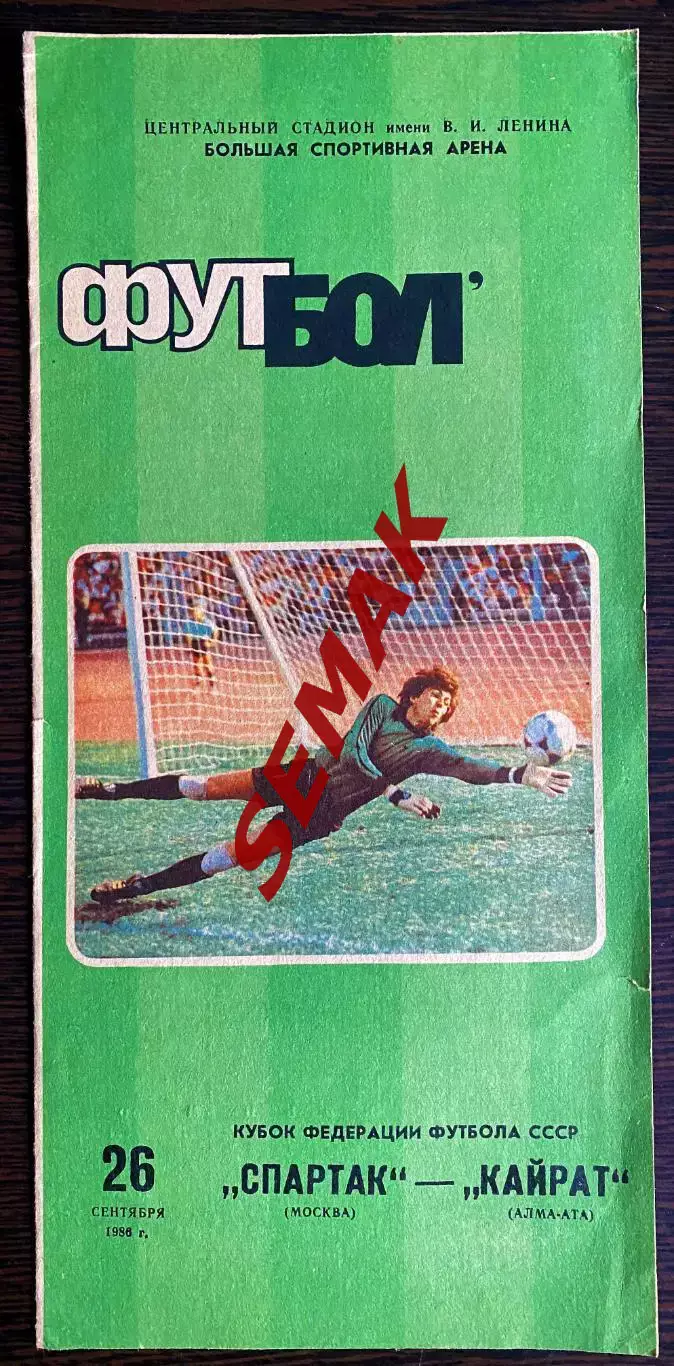 ЦЕНТРАЛЬНЫЙ СТАДИОН имени В. И. ЛЕНИНА
БОЛЬШАЯ СПОРТИВНАЯ АРЕНА
ФУТБОЛ’
SEMAK
КУБОК ФЕДЕРАЦИИ ФУТБОЛА СССР
26 „СПАРТАК“ — „КАЙРАТ“
СЕНТЯБРЯ (МОСКВА) (АЛМА-АТА)
1986 г.